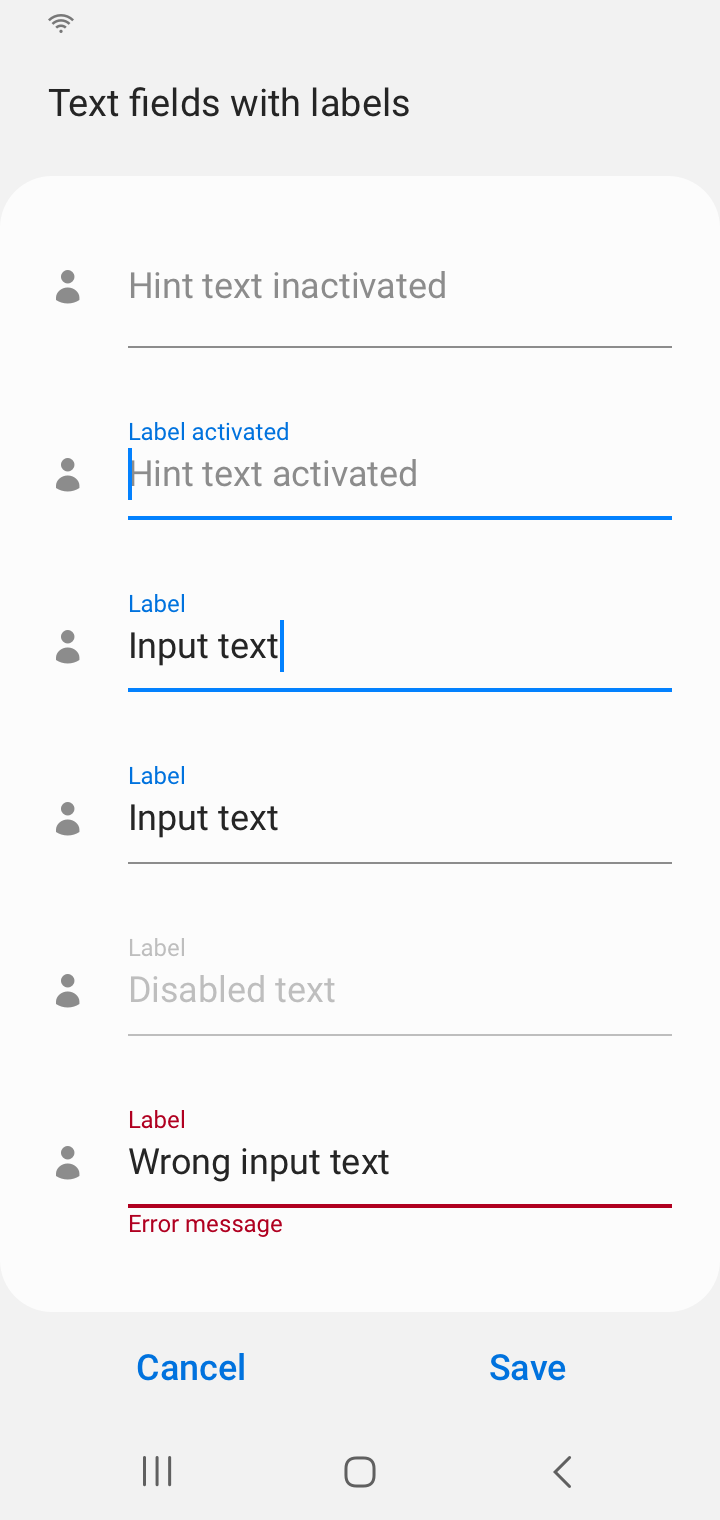 Text fields with labels
Hint text inactivated
Label activated
Hint text activated
Label
Input text
Label
Input text
Label
Disabled text
Label
Wrong input text
Error message
Cancel
Save